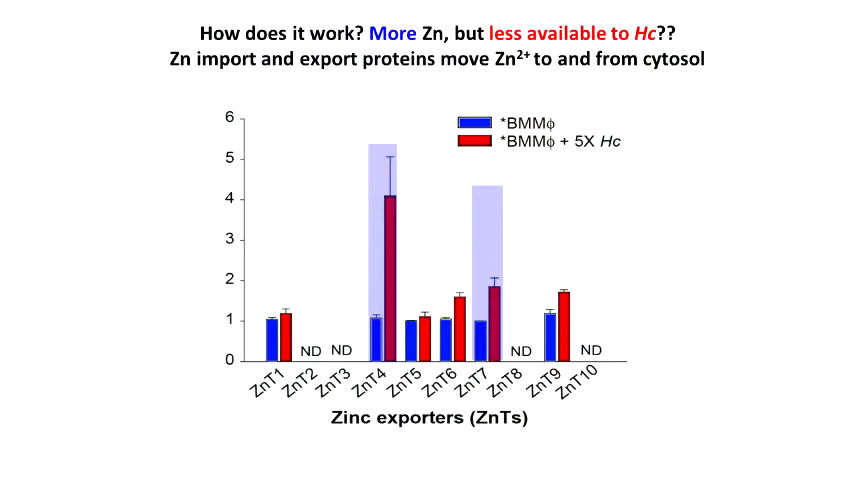 How does it work? More Zn, but less available to Hc??
Zn import and export proteins move Zn2+ to and from cytosol
6
5
4
3
2
1
0
*BMMϕ
*BMMϕ + 5X Hc
ND
ND
ND
ND
ZnT1
ZnT2
ZnT3
ZnT4
ZnT5
ZnT6
ZnT7
ZnT8
ZnT9
ZnT10
Zinc exporters (ZnTs)